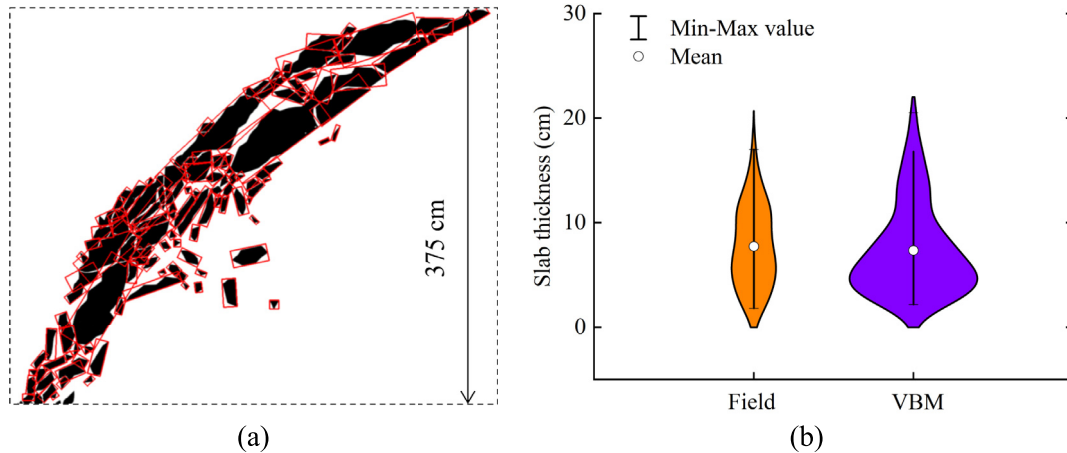 375 cm
(a)
30
20
10
0
Slab thickness (cm)
Min-Max value
Mean
Field
VBM
(b)